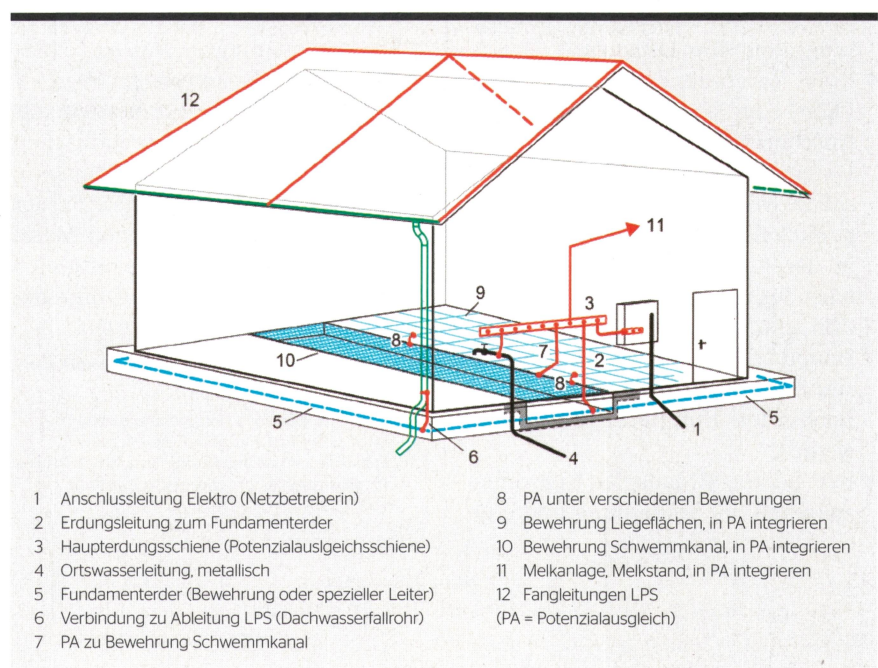 12
11
9
3
8
7
2
10
8
5
6
4
1
5
1 Anschlussleitung Elektro (Netzbetreberin)
2 Erdungsleitung zum Fundamenterder
3 Haupterdungsschiene (Potenzialauslgeichsschiene)
4 Ortswasserleitung, metallisch
5 Fundamenterder (Bewehrung oder spezieller Leiter)
6 Verbindung zu Ableitung LPS (Dachwasserfallrohr)
7 PA zu Bewehrung Schwemmkanal
8 PA unter verschiedenen Bewehrungen
9 Bewehrung Liegeflächen, in PA integrieren
10 Bewehrung Schwemmkanal, in PA integrieren
11 Melkanlage, Melkstand, in PA integrieren
12 Fangleitungen LPS
(PA = Potenzialausgleich)